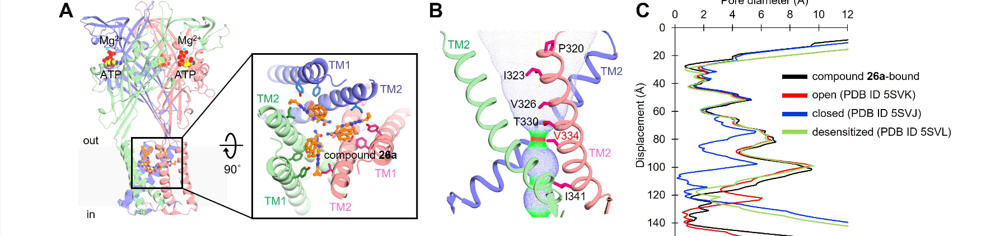 A
Mg2+
Mg2+
ATP
ATP
out
in
90°
TM1
TM2
TM2
compound 26a
TM1
TM1
TM2
B
TM2
P320
I323
TM2
V326
T330
V334
TM2
I341
C
Pore diameter (Å)
0 2 4 6 8 10 12
Displacement (Å)
0
20
40
60
80
100
120
140
compound 26a-bound
open (PDB ID 5SVK)
closed (PDB ID 5SVJ)
desensitized (PDB ID 5SVL)